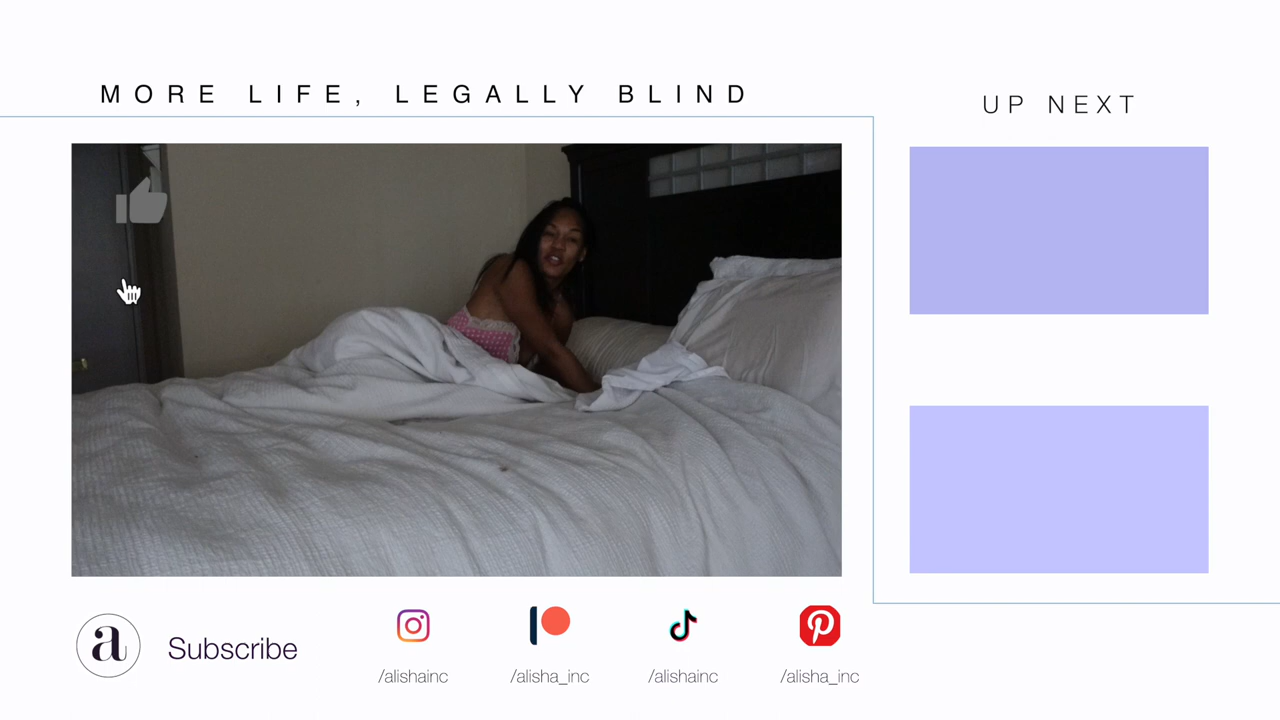 MORE LIFE, LEGALLY BLIND
UP NEXT
a Subscribe
/alishainc
/alisha_inc
/alishainc
/alisha_inc